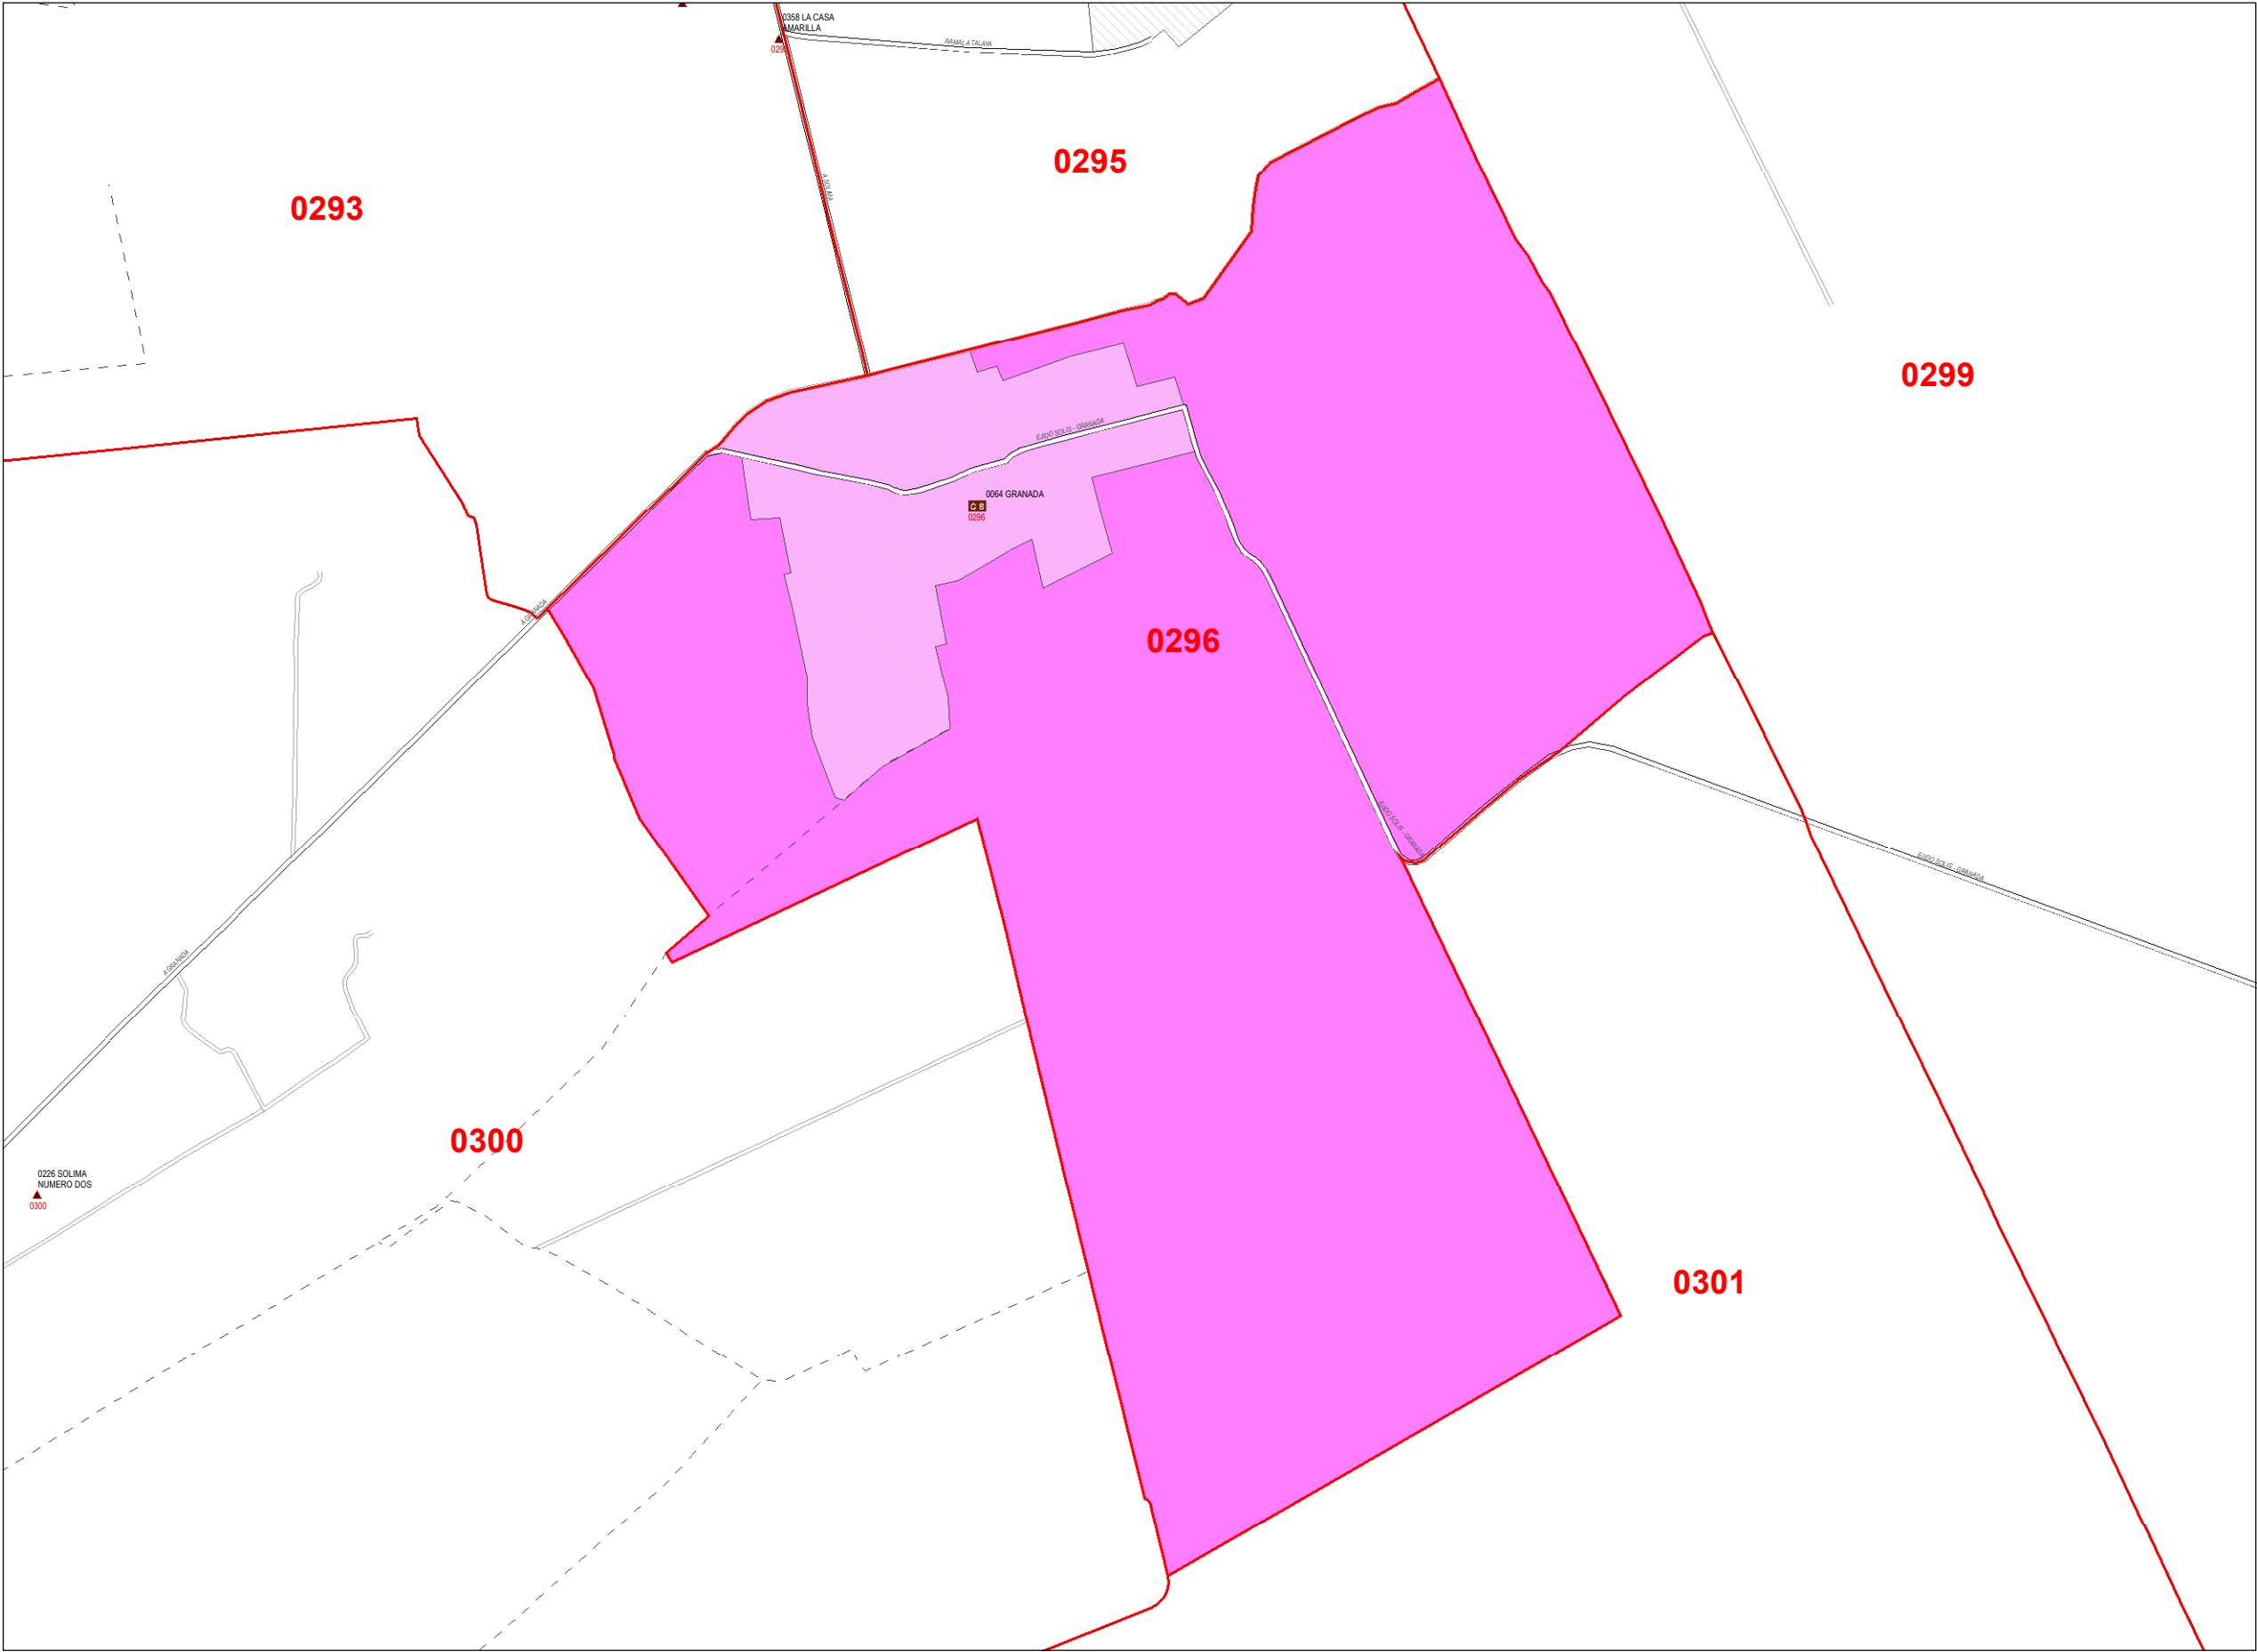 0358 LA CASA
AMARILLA
RAMAL A TALAYA
0295
A SOLIMA
0293
0299
EJIDO SOLIS - GRANADA
0064 GRANADA
C S
0296
A GRANADA
0296
EJIDO SOLIS - GRANADA
EJIDO SOLIS - GRANADA
A GRANADA
0300
0226 SOLIMA
NUMERO DOS
0300
0301